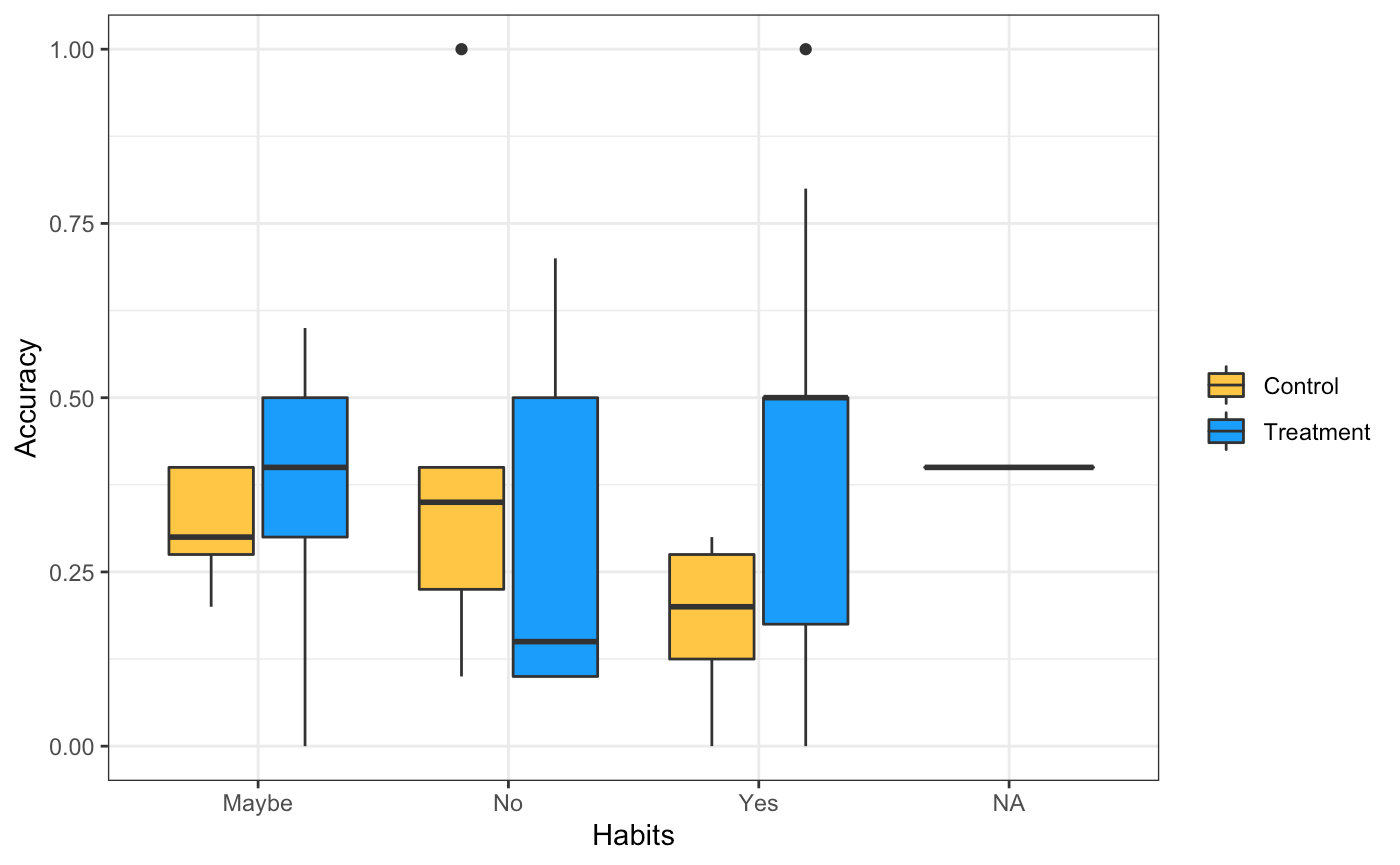 1.00
0.75
0.50
0.25
0.00
Accuracy
Maybe No Yes NA
Habits
Control
Treatment